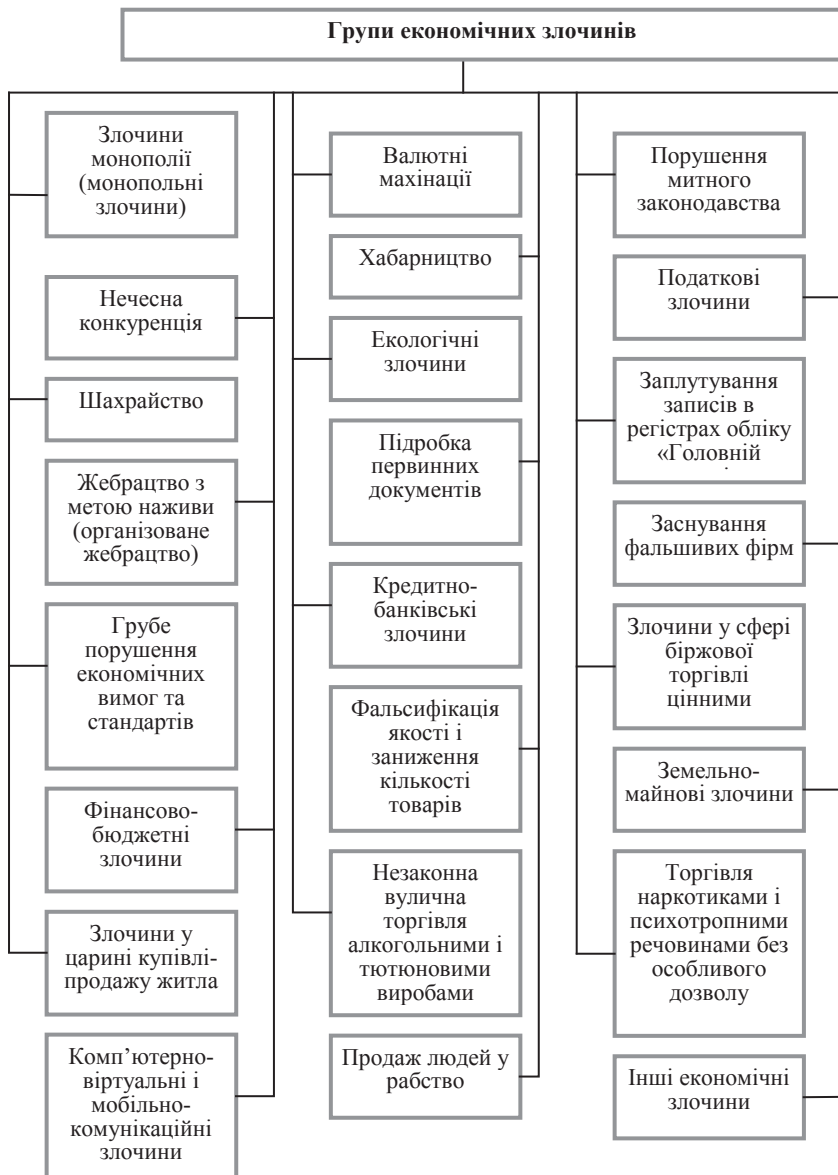 Групи економічних злочинів
Злочини
монополії
(монопольні
злочини)
Нечесна
конкуренція
Шахрайство
Жебрацтво з
метою наживи
(організоване
жебрацтво)
Грубе
порушення
економічних
вимог та
стандартів
Фінансово-
бюджетні
злочини
Злочини у
царині купівлі-
продажу житла
Комп’ютерно-
віртуальні і
мобільно-
комунікаційні
злочини
Валютні
махінації
Хабарництво
Екологічні
злочини
Підробка
первинних
документів
Кредитно-
банківські
злочини
Фальсифікація
якості і
заниження
кількості
товарів
Незаконна
вулична
торгівля
алкогольними і
тютюновими
виробами
Продаж людей у
рабство
Порушення
митного
законодавства
Податкові
злочини
Заплутування
записів в
регістрах обліку
«Головній
Заснування
фальшивих фірм
Злочини у сфері
біржової
торгівлі
цінними
Земельно-
майнові злочини
Торгівля
наркотиками і
психотропними
речовинами без
особливого
дозволу
Інші економічні
злочини